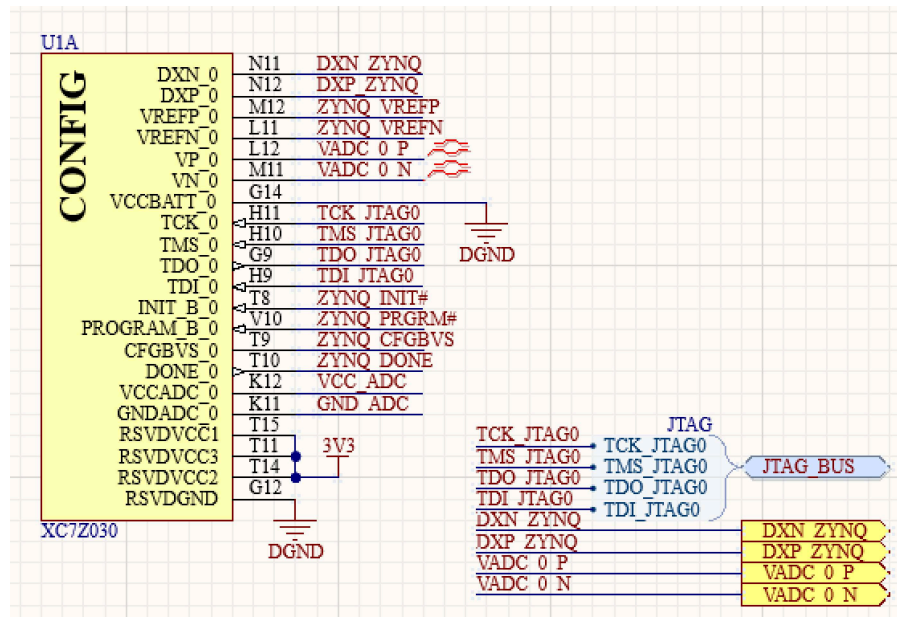 U1A
CONFIG
DXN_0 N11 DXN_ZYNQ
DXP_0 N12 DXP_ZYNQ
VREFP_0 M12 ZYNQ_VREFP
VREFN_0 L11 ZYNQ_VREFN
VP_0 L12 VADC_0_P
VN_0 M11 VADC_0_N
VCCBATT_0 G14
TCK_0 H11 TCK_JTAG0
TMS_0 H10 TMS_JTAG0
TDO_0 G9 TDO_JTAG0
TDI_0 H9 TDI_JTAG0
INIT_B_0 T8 ZYNQ_INIT#
PROGRAM_B_0 V10 ZYNQ_PRGRM#
CFGBVS_0 T9 ZYNQ_CFGBVS
DONE_0 T10 ZYNQ_DONE
VCCADC_0 K12 VCC_ADC
GNDADC_0 K11 GND_ADC
RSVDVCC1 T15
RSVDVCC3 T11
RSVDVCC2 T14
RSVDGND G12
XC7Z030
DGND
3V3
DGND
JTAG
TCK_JTAG0 TCK_JTAG0
TMS_JTAG0 TMS_JTAG0
TDO_JTAG0 TDO_JTAG0
TDI_JTAG0 TDI_JTAG0
JTAG_BUS
DXN_ZYNQ DXN_ZYNQ
DXP_ZYNQ DXP_ZYNQ
VADC_0_P VADC_0_P
VADC_0_N VADC_0_N